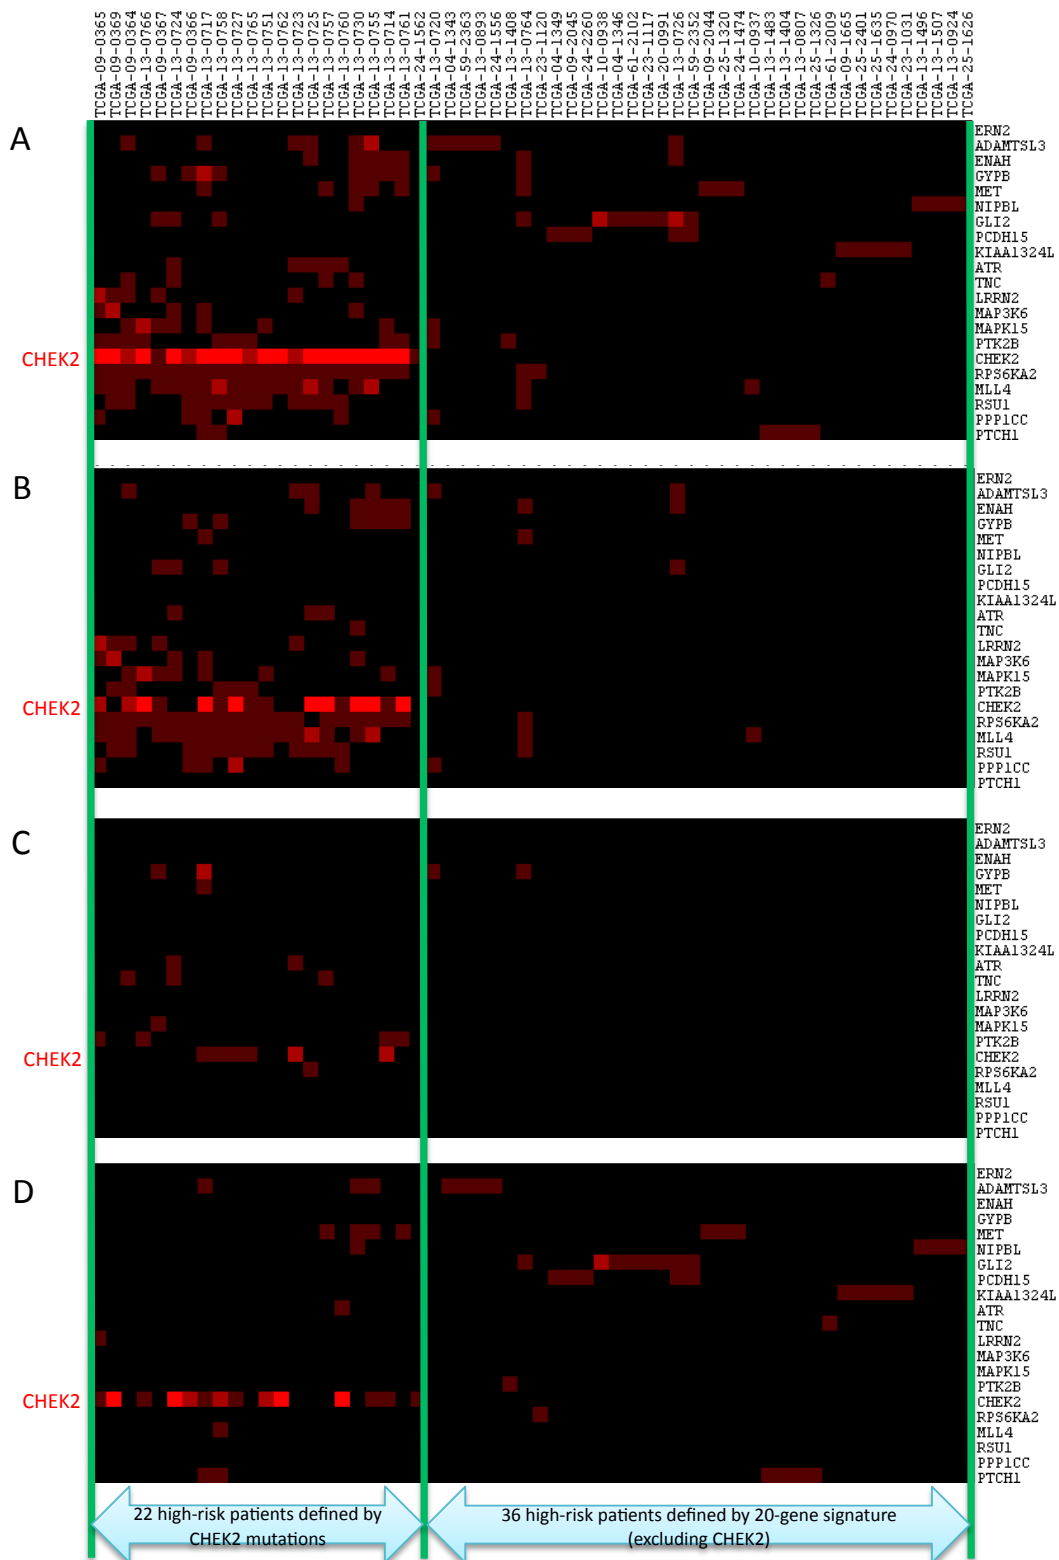 TCGA-09-0365
TCGA-09-0369
TCGA-09-0364
TCGA-13-0766
TCGA-09-0367
TCGA-13-0724
TCGA-09-0366
TCGA-13-0717
TCGA-13-0758
TCGA-13-0727
TCGA-13-0765
TCGA-13-0751
TCGA-13-0762
TCGA-13-0723
TCGA-13-0725
TCGA-13-0757
TCGA-13-0760
TCGA-13-0730
TCGA-13-0755
TCGA-13-0714
TCGA-13-0761
TCGA-24-1562
TCGA-13-0720
TCGA-04-1343
TCGA-59-2363
TCGA-13-0893
TCGA-24-1556
TCGA-13-1408
TCGA-13-0764
TCGA-23-1120
TCGA-04-1349
TCGA-09-2045
TCGA-24-2260
TCGA-10-0938
TCGA-04-1346
TCGA-61-2102
TCGA-23-1117
TCGA-20-0991
TCGA-13-0726
TCGA-59-2352
TCGA-09-2044
TCGA-25-1320
TCGA-24-1474
TCGA-10-0937
TCGA-13-1483
TCGA-13-1404
TCGA-13-0807
TCGA-25-1326
TCGA-61-2009
TCGA-09-1665
TCGA-25-2401
TCGA-25-1635
TCGA-24-0970
TCGA-23-1031
TCGA-13-1496
TCGA-13-1507
TCGA-13-0924
TCGA-25-1626
A
CHEK2
ERN2
ADAMTSL3
ENAH
GYPB
MET
NIPBL
GLI2
PCDH15
KIAA1324L
ATR
TNC
LRRN2
MAP3K6
MAPK15
PTK2B
CHEK2
RPS6KA2
MLL4
RSU1
PPP1CC
PTCH1
B
CHEK2
ERN2
ADAMTSL3
ENAH
GYPB
MET
NIPBL
GLI2
PCDH15
KIAA1324L
ATR
TNC
LRRN2
MAP3K6
MAPK15
PTK2B
CHEK2
RPS6KA2
MLL4
RSU1
PPP1CC
PTCH1
C
CHEK2
ERN2
ADAMTSL3
ENAH
GYPB
MET
NIPBL
GLI2
PCDH15
KIAA1324L
ATR
TNC
LRRN2
MAP3K6
MAPK15
PTK2B
CHEK2
RPS6KA2
MLL4
RSU1
PPP1CC
PTCH1
D
CHEK2
ERN2
ADAMTSL3
ENAH
GYPB
MET
NIPBL
GLI2
PCDH15
KIAA1324L
ATR
TNC
LRRN2
MAP3K6
MAPK15
PTK2B
CHEK2
RPS6KA2
MLL4
RSU1
PPP1CC
PTCH1
22 high-risk patients defined by
CHEK2 mutations
36 high-risk patients defined by 20-gene signature
(excluding CHEK2)